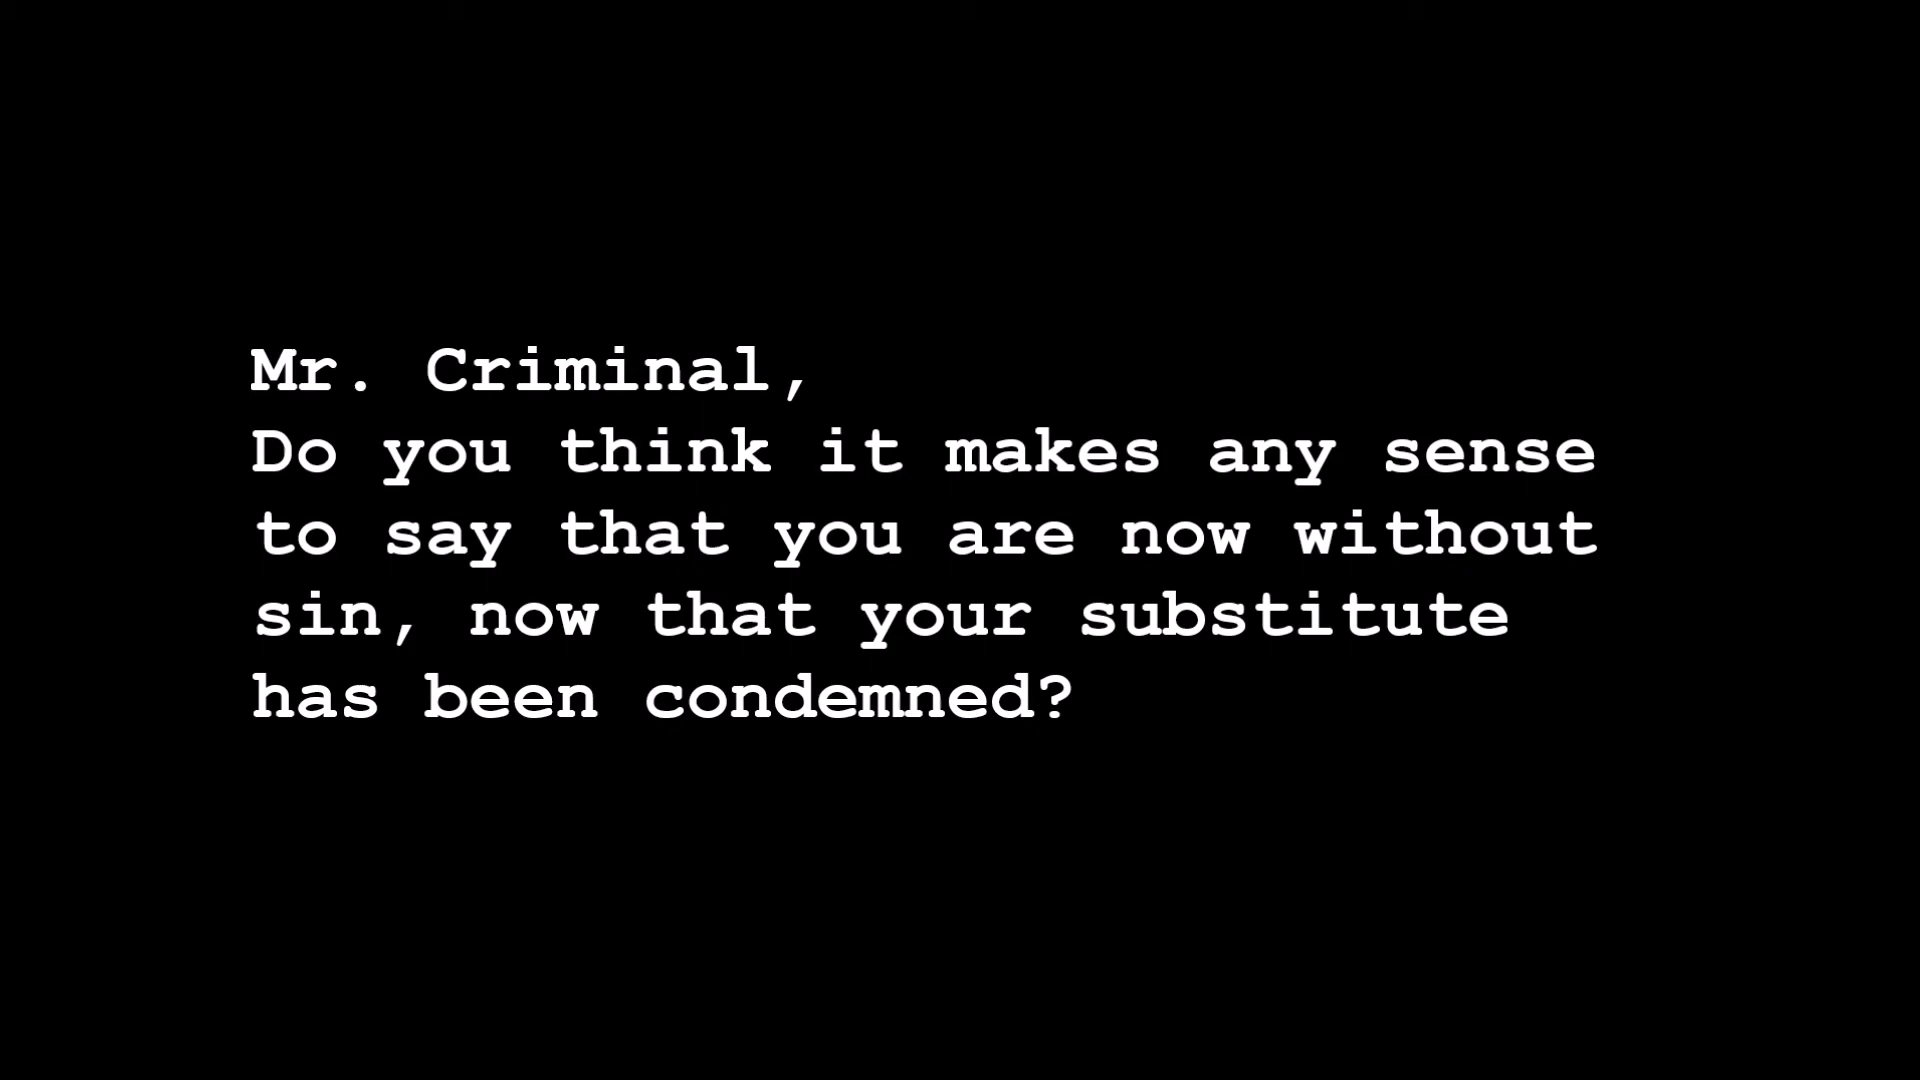 Mr. Criminal,
Do you think it makes any sense
to say that you are now without
sin, now that your substitute
has been condemned?